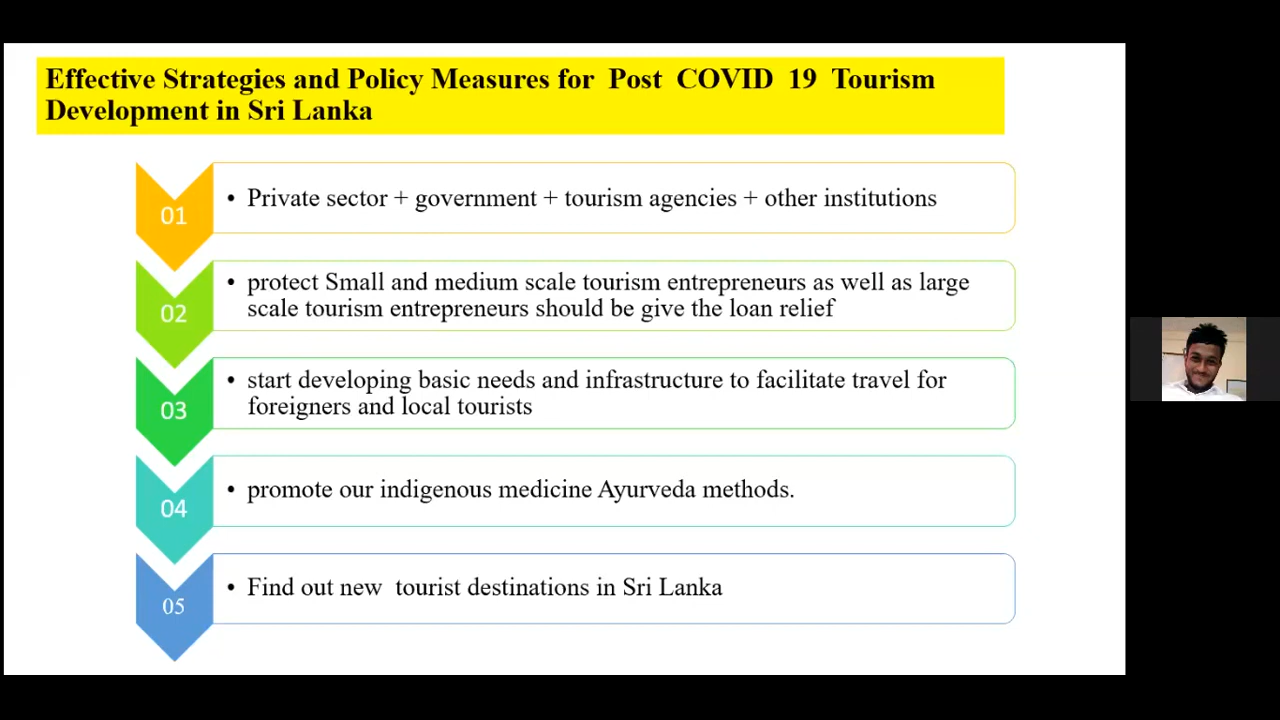 Effective Strategies and Policy Measures for Post COVID 19 Tourism
Development in Sri Lanka
01
• Private sector + government + tourism agencies + other institutions
02
• protect Small and medium scale tourism entrepreneurs as well as large
scale tourism entrepreneurs should be give the loan relief
03
• start developing basic needs and infrastructure to facilitate travel for
foreigners and local tourists
04
• promote our indigenous medicine Ayurveda methods.
05
• Find out new tourist destinations in Sri Lanka